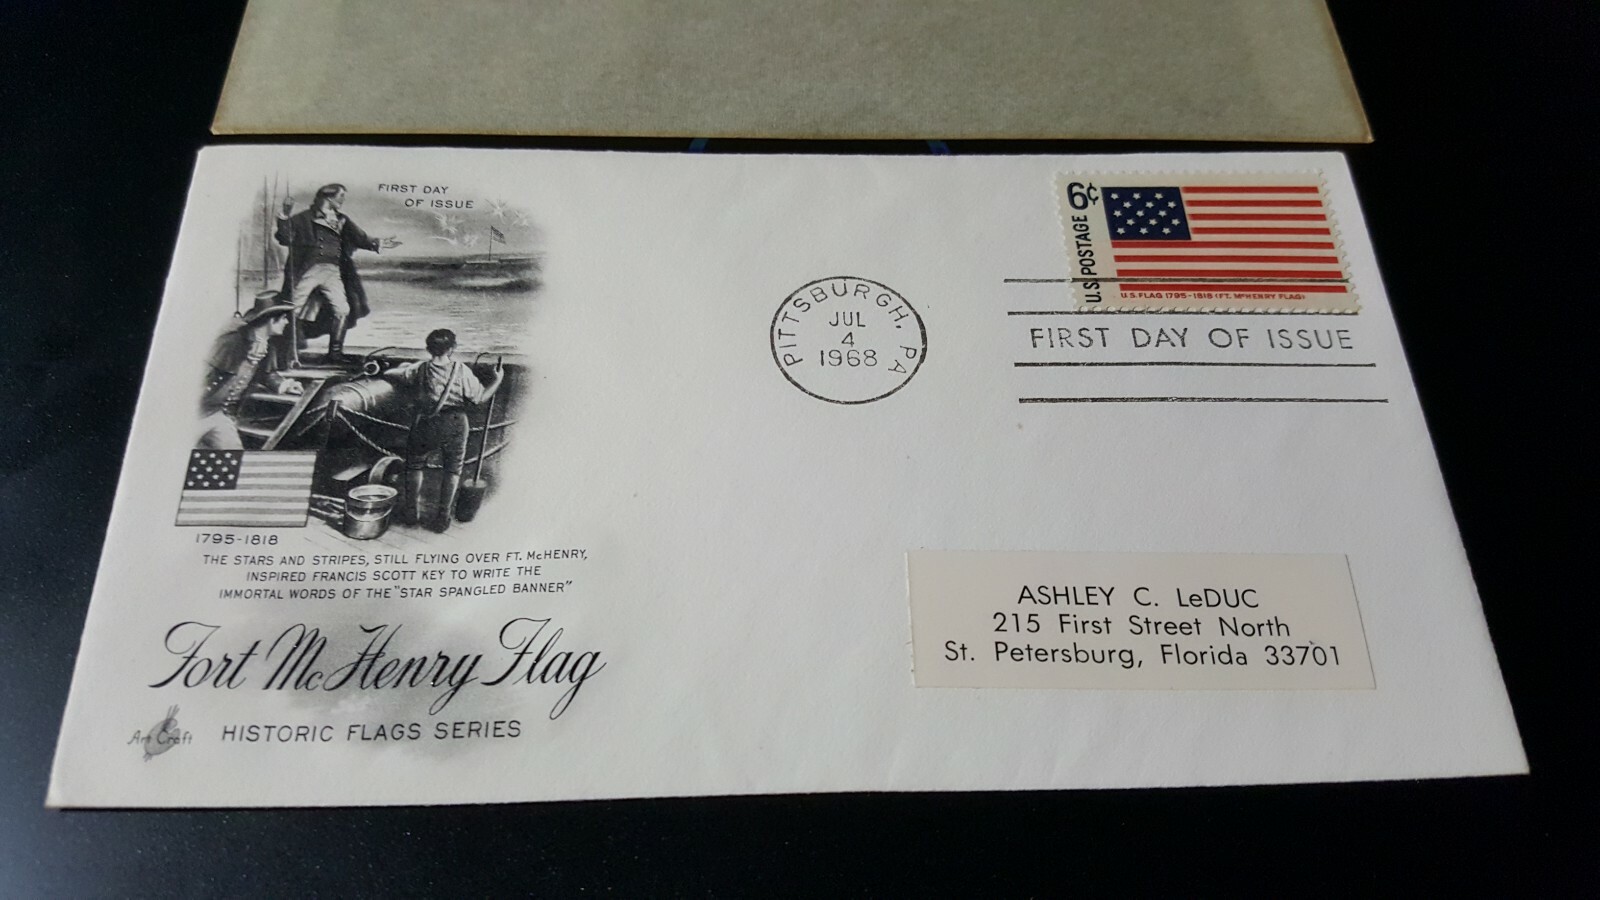 FIRST DAY
OF ISSUE
1795-1818
THE STARS AND STRIPES, STILL FLYING OVER FT. McHENRY,
INSPIRED FRANCIS SCOTT KEY TO WRITE THE
IMMORTAL WORDS OF THE "STAR SPANGLED BANNER"
Fort McHenry Flag
Art Craft
HISTORIC FLAGS SERIES
PITTSBURGH, PA
JUL
4
1968
6¢
U.S. POSTAGE
U.S. FLAG 1795-1818 (FT. McHENRY FLAG)
FIRST DAY OF ISSUE
ASHLEY C. LeDUC
215 First Street North
St. Petersburg, Florida 33701